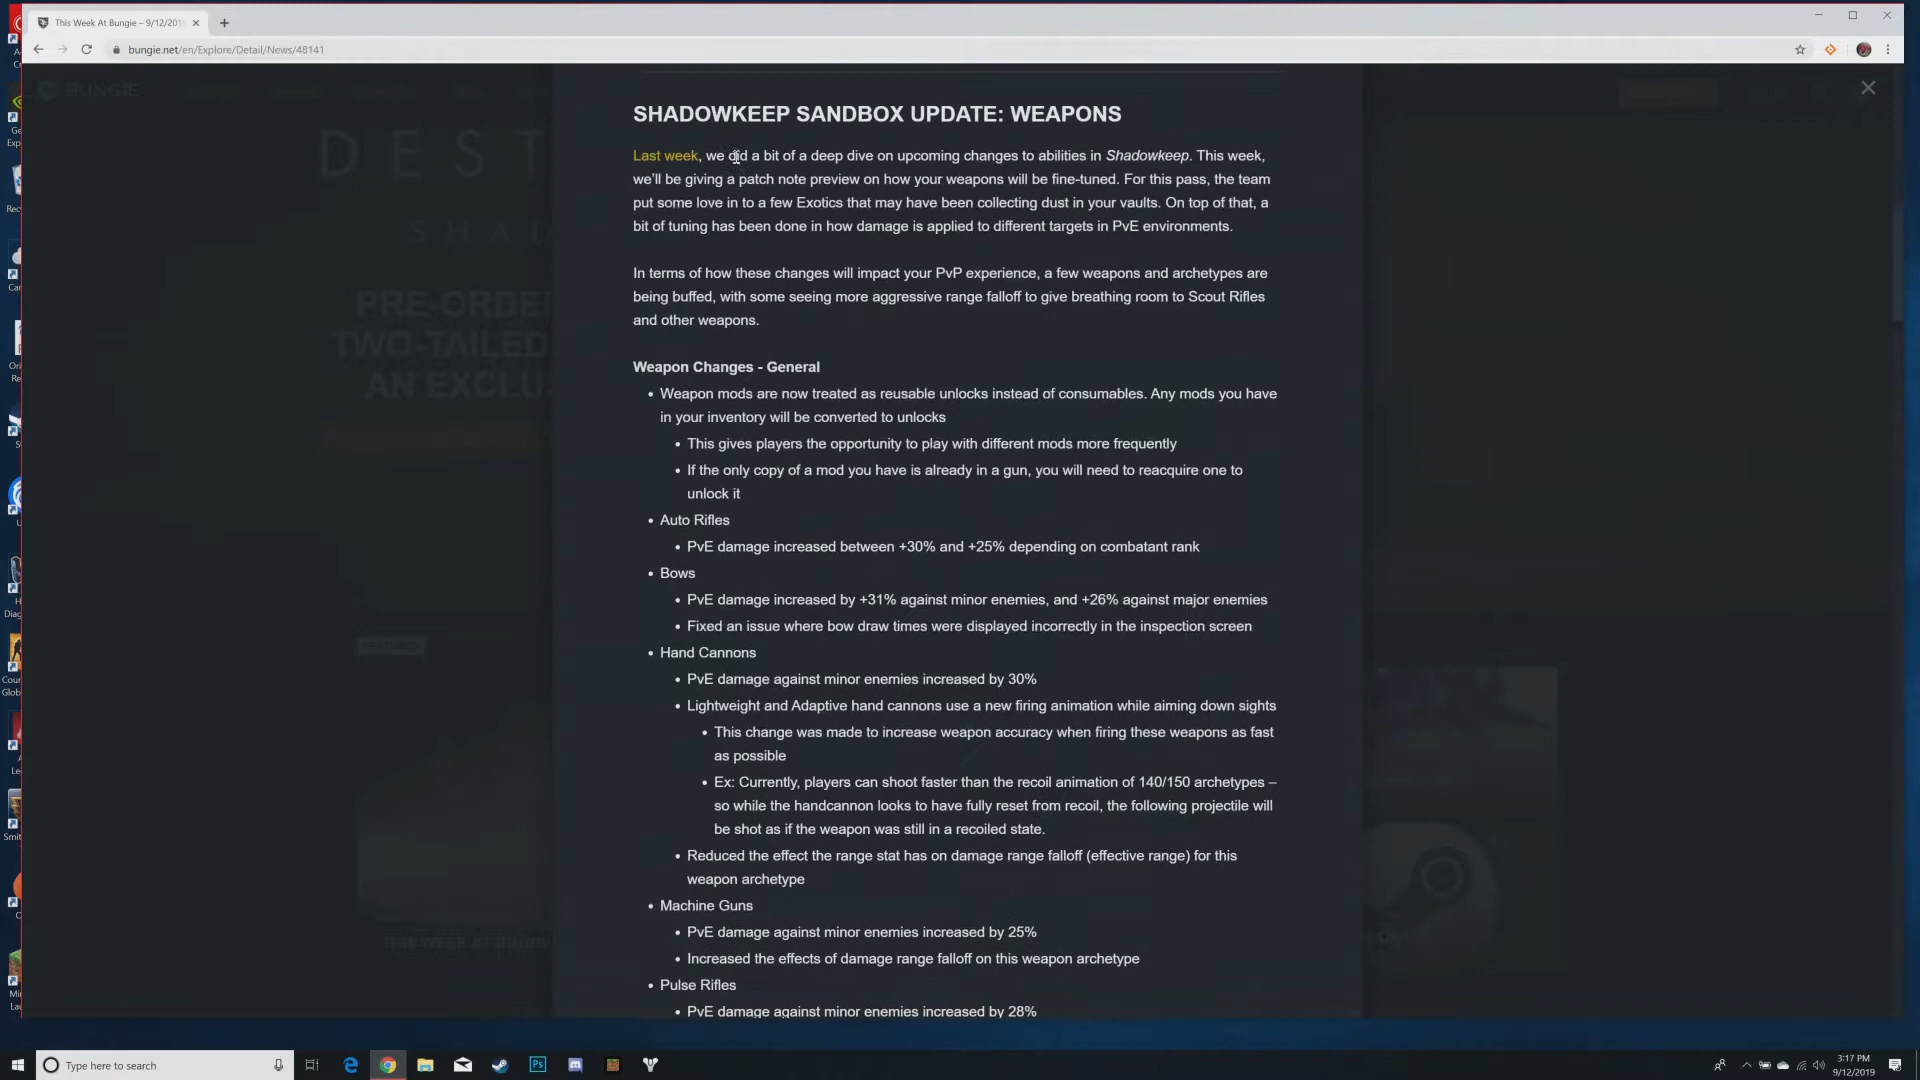 This Week At Bungie – 9/12/201
bungie.net/en/Explore/Detail/News/48141
BUNGIE
DEST
SHAD
PRE-ORDER
TWO-TAILED
AN EXCLUS
FEATURED
THIS WEEK AT BUNGIE
SHADOWKEEP SANDBOX UPDATE: WEAPONS
Last week, we did a bit of a deep dive on upcoming changes to abilities in Shadowkeep. This week,
we'll be giving a patch note preview on how your weapons will be fine-tuned. For this pass, the team
put some love in to a few Exotics that may have been collecting dust in your vaults. On top of that, a
bit of tuning has been done in how damage is applied to different targets in PvE environments.
In terms of how these changes will impact your PvP experience, a few weapons and archetypes are
being buffed, with some seeing more aggressive range falloff to give breathing room to Scout Rifles
and other weapons.
Weapon Changes - General
• Weapon mods are now treated as reusable unlocks instead of consumables. Any mods you have
in your inventory will be converted to unlocks
• This gives players the opportunity to play with different mods more frequently
• If the only copy of a mod you have is already in a gun, you will need to reacquire one to
unlock it
• Auto Rifles
• PvE damage increased between +30% and +25% depending on combatant rank
• Bows
• PvE damage increased by +31% against minor enemies, and +26% against major enemies
• Fixed an issue where bow draw times were displayed incorrectly in the inspection screen
• Hand Cannons
• PvE damage against minor enemies increased by 30%
• Lightweight and Adaptive hand cannons use a new firing animation while aiming down sights
• This change was made to increase weapon accuracy when firing these weapons as fast
as possible
• Ex: Currently, players can shoot faster than the recoil animation of 140/150 archetypes –
so while the handcannon looks to have fully reset from recoil, the following projectile will
be shot as if the weapon was still in a recoiled state.
• Reduced the effect the range stat has on damage range falloff (effective range) for this
weapon archetype
• Machine Guns
• PvE damage against minor enemies increased by 25%
• Increased the effects of damage range falloff on this weapon archetype
• Pulse Rifles
• PvE damage against minor enemies increased by 28%
Type here to search
Ps
3:17 PM
9/12/2019